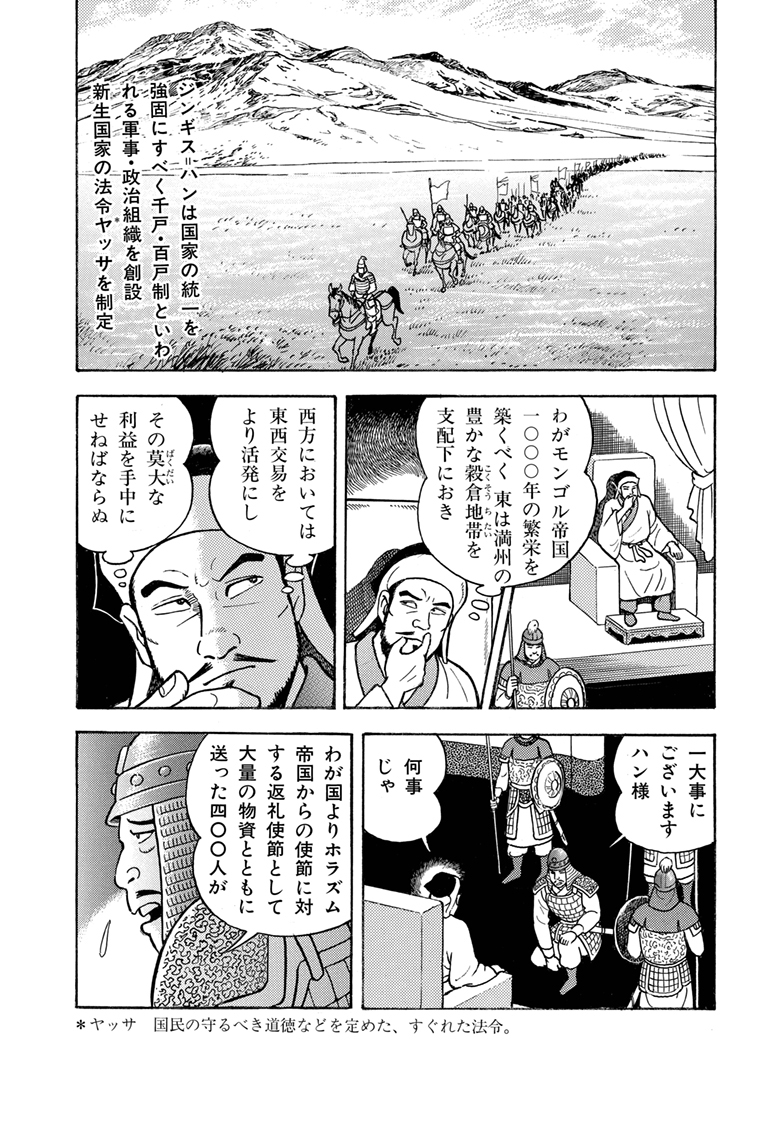 ジンギス=ハンは国家の統一を
強固にすべく千戸・百戸制といわ
れる軍事・政治組織を創設
新生国家の法令ヤッサ*を制定
わがモンゴル帝国
一〇〇〇年の繁栄を
築くべく 東は満州の
豊かな穀倉地帯を
こくそうちたい
支配下におき
西方においては
東西交易を
より活発にし
その莫大な
ばくだい
利益を手中に
せねばならぬ
一大事に
ございます
ハン様
何事
じゃ
わが国よりホラズム
帝国からの使節に対
する返礼使節として
大量の物資とともに
送った四〇〇人が
*ヤッサ 国民の守るべき道徳などを定めた、すぐれた法令。